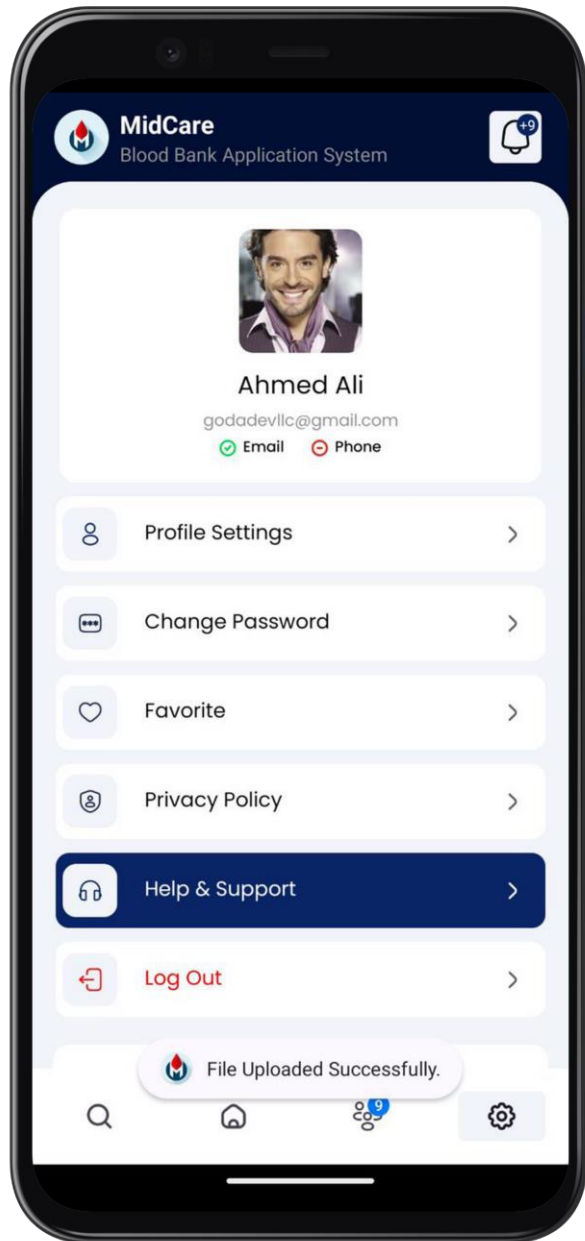 MidCare
Blood Bank Application System
+9
Ahmed Ali
godadevllc@gmail.com
Email Phone
Profile Settings
***
Change Password
Favorite
Privacy Policy
Help & Support
Log Out
M File Uploaded Successfully.
9